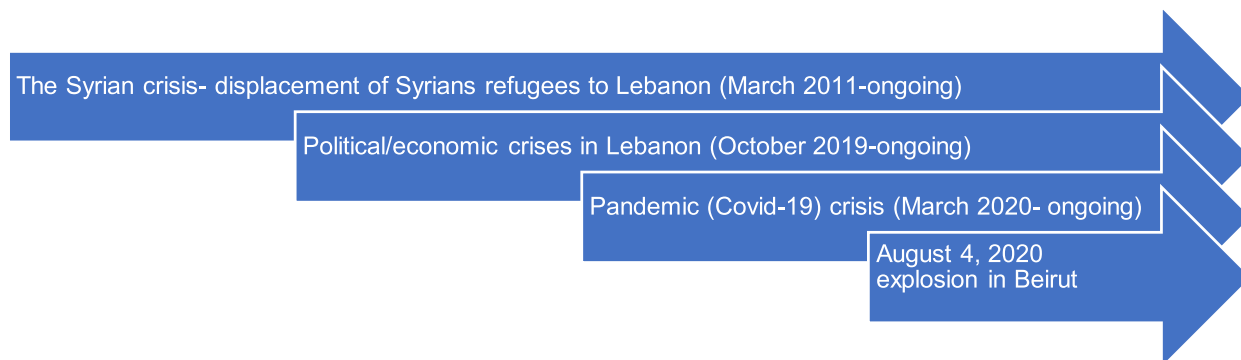 The Syrian crisis- displacement of Syrians refugees to Lebanon (March 2011-ongoing)
Political/economic crises in Lebanon (October 2019-ongoing)
Pandemic (Covid-19) crisis (March 2020- ongoing)
August 4, 2020
explosion in Beirut